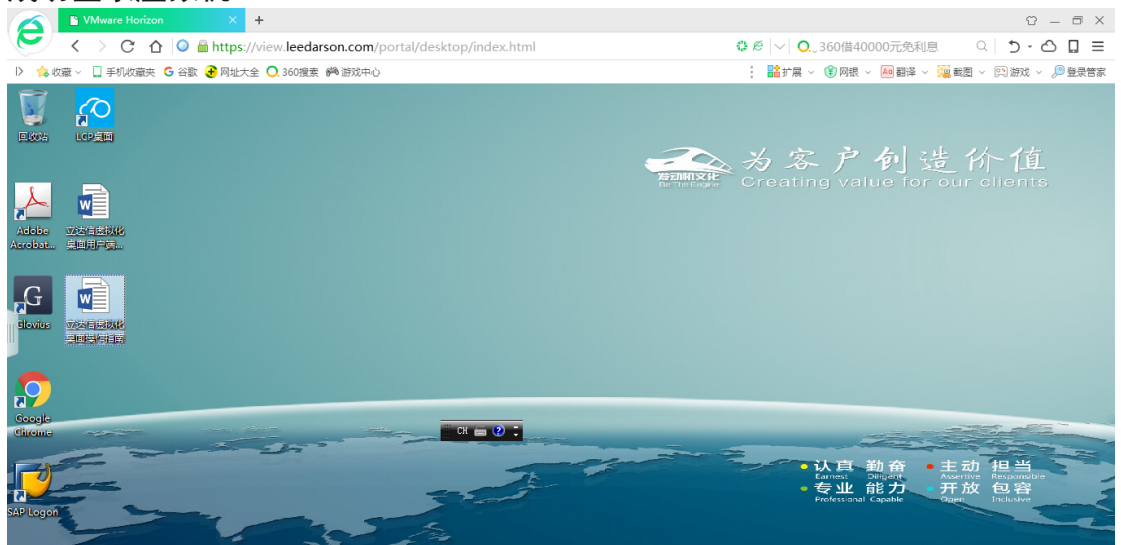 VMware Horizon
https://view.leedarson.com/portal/desktop/index.html
360借40000元免利息
收藏
手机收藏夹
G 谷歌
网址大全
360搜索
游戏中心
扩展
网银
翻译
截图
游戏
登录管家
回收站
LCP桌面
为客户创造价值
Creating value for our clients
发动机文化
Be The Engine
Adobe
Acrobat...
立达信虚拟化
桌面用户端...
G
Glovius
立达信虚拟化
桌面操作指南
Google
Chrome
CH
认真 勤奋 主动 担当
Earnest Diligent Assertive Responsible
专业 能力 开放 包容
Professional Capable Open Inclusive
SAP Logon